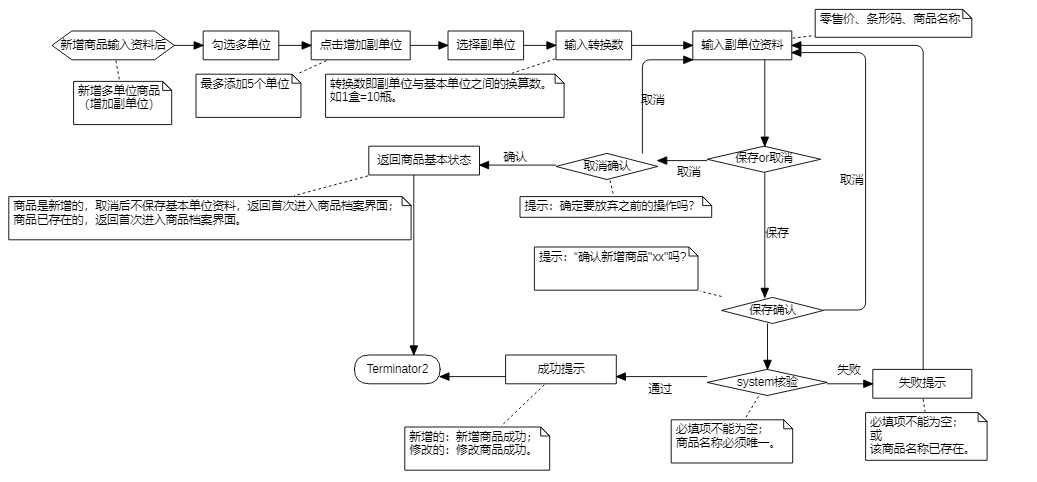 零售价、条形码、商品名称
新增商品输入资料后
勾选多单位
点击增加副单位
选择副单位
输入转换数
输入副单位资料
新增多单位商品
（增加副单位）
最多添加5个单位
转换数即副单位与基本单位之间的换算数。
如1盒=10瓶。
取消
返回商品基本状态
确认
取消确认
取消
保存or取消
取消
商品是新增的，取消后不保存基本单位资料，返回首次进入商品档案界面；
商品已存在的，返回首次进入商品档案界面。
提示：确定要放弃之前的操作吗？
保存
提示："确认新增商品"xx"吗?
保存确认
Terminator2
成功提示
通过
system核验
失败
失败提示
新增的：新增商品成功；
修改的：修改商品成功。
必填项不能为空；
商品名称必须唯一。
必填项不能为空；
或
该商品名称已存在。